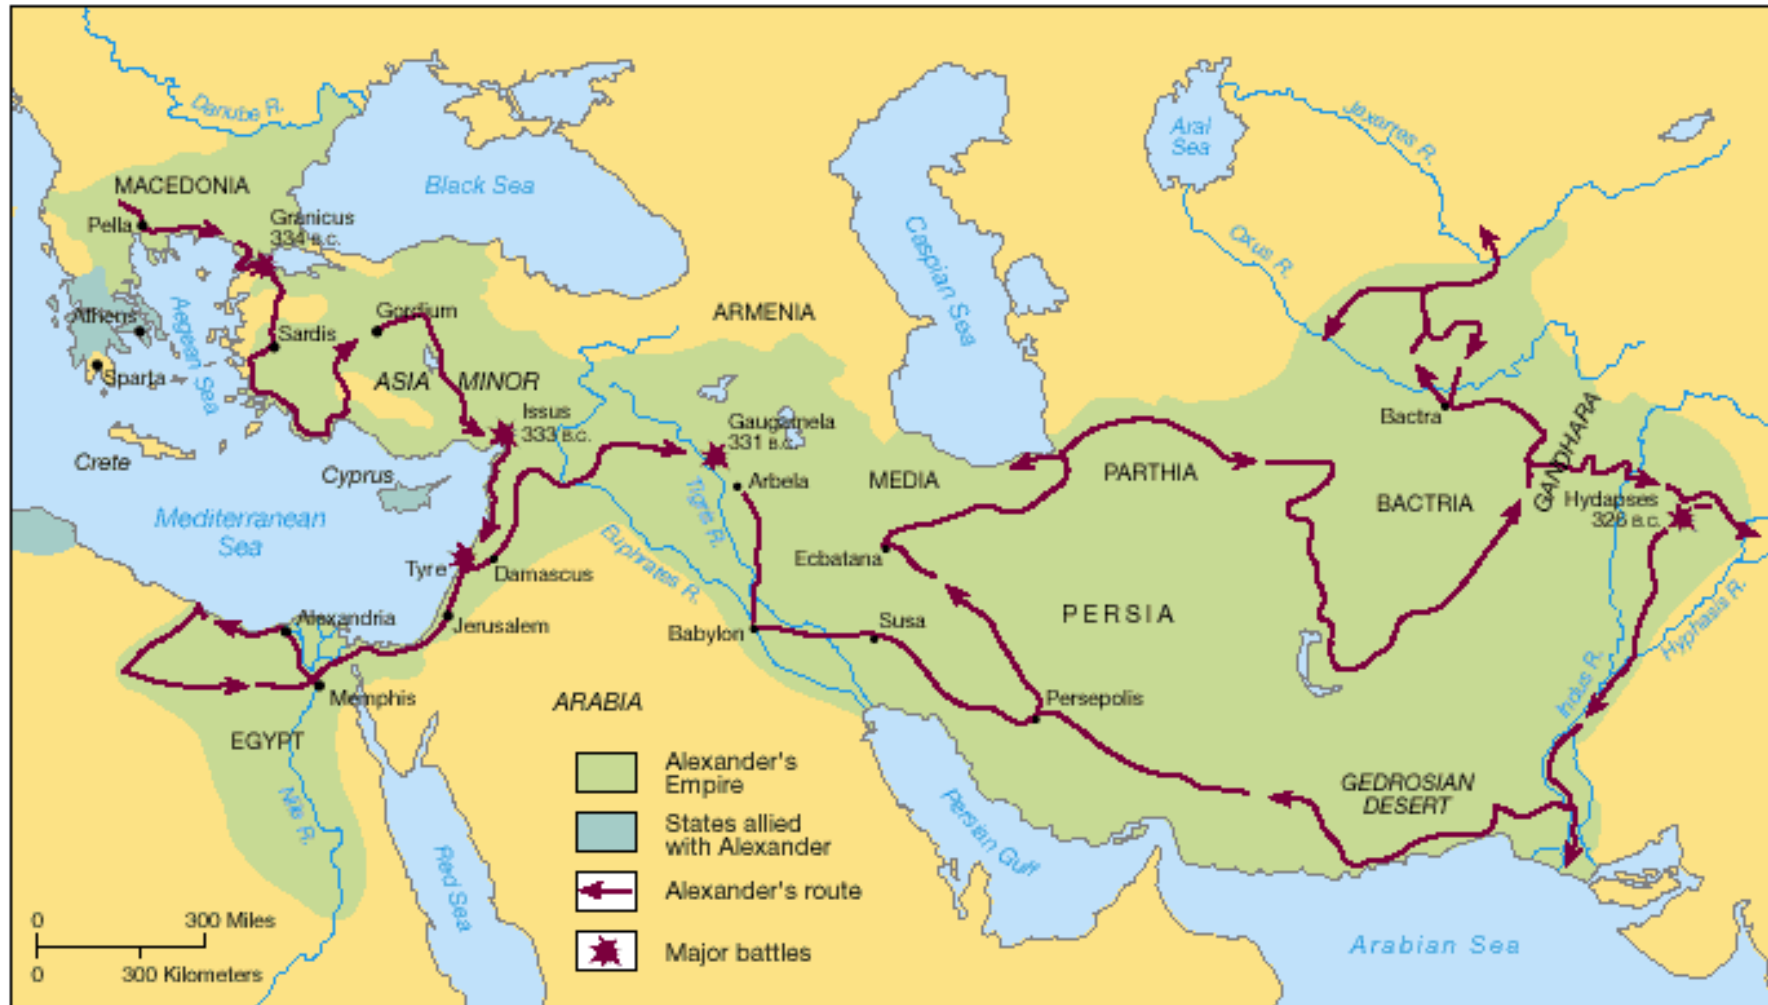 Danube R.
Jaxartes R.
Aral
Sea
MACEDONIA
Black Sea
Pella
Granicus
334 B.C.
Oxus R.
Caspian Sea
Athens
Aegean Sea
Gordium
ARMENIA
Sardis
Sparta
ASIA MINOR
Issus
333 B.C.
Gaugamela
331 B.C.
Bactra
GANDHARA
Crete
Cyprus
Arbela
MEDIA
PARTHIA
BACTRIA
Hydapses
326 B.C.
Mediterranean
Sea
Tigris R.
Euphrates R.
Ecbatana
Tyre
Damascus
Alexandria
Jerusalem
Babylon
Susa
PERSIA
Hyphasis R.
Indus R.
Memphis
ARABIA
Persepolis
EGYPT
Nile R.
Red Sea
Persian Gulf
GEDROSIAN
DESERT
Alexander's
Empire
States allied
with Alexander
Alexander's route
Major battles
0 300 Miles
0 300 Kilometers
Arabian Sea